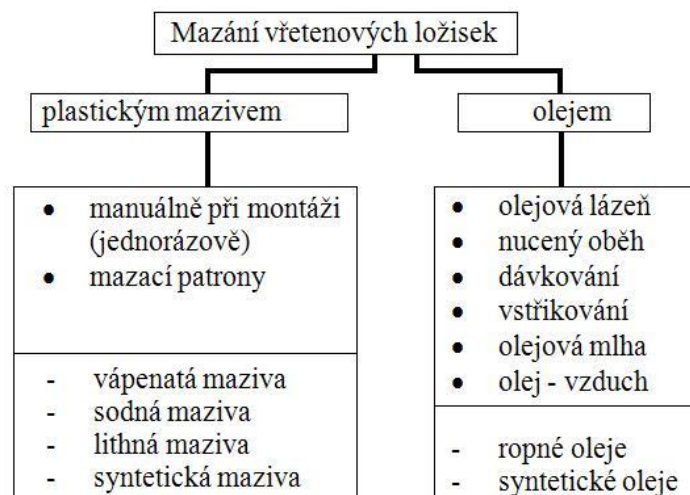 Mazání vřetenových ložisek
plastickým mazivem
olejem
• manuálně při montáži
(jednorázově)
• mazací patrony
- vápenatá maziva
- sodná maziva
- lithná maziva
- syntetická maziva
• olejová lázeň
• nucený oběh
• dávkování
• vstřikování
• olejová mlha
• olej - vzduch
- ropné oleje
- syntetické oleje